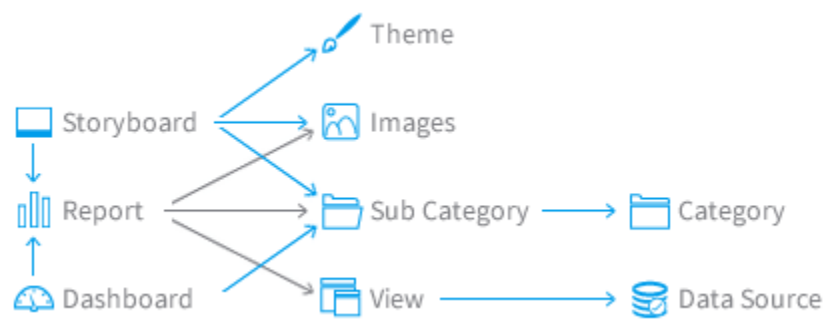 Theme
Storyboard
Images
Report
Sub Category
Category
Dashboard
View
Data Source